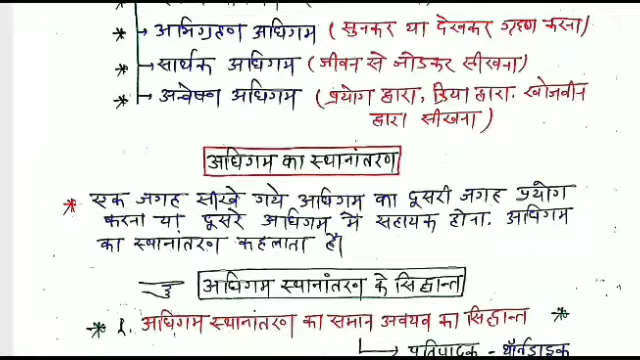 * → अभिग्रहण अधिगम (सुनकर या देखकर ग्रहण करना)
* → सार्थक अधिगम (जीवन से जोडकर सीखना)
* → अन्वेषण अधिगम (प्रयोग द्वारा, क्रिया द्वारा. खोजबीन
द्वारा सीखना)
अधिगम का स्थानांतरण
* एक जगह सीखे गये अधिगम का दूसरी जगह प्रयोग
करना या दूसरे अधिगम में सहायक होना. अधिगम
का स्थानांतरण कहलाता है।
अधिगम स्थानांतरण के सिद्धान्त
* 1. अधिगम स्थानांतरण का समान अवयव का सिद्धान्त *
→ प्रतिपादक - थॉर्नडाइक